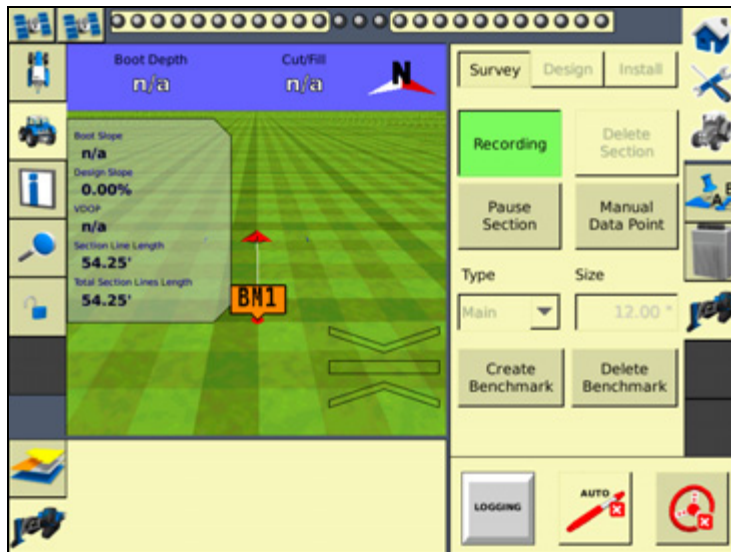 Boot Depth
n/a
Cut/Fill
n/a
N
Boot Slope
n/a
Design Slope
0.00%
VDOP
n/a
Section Line Length
54.25'
Total Section Lines Length
54.25'
BM1
Survey
Design
Install
Recording
Delete
Section
Pause
Section
Manual
Data Point
Type
Size
Main
12.00 "
Create
Benchmark
Delete
Benchmark
LOGGING
AUTO
A
B